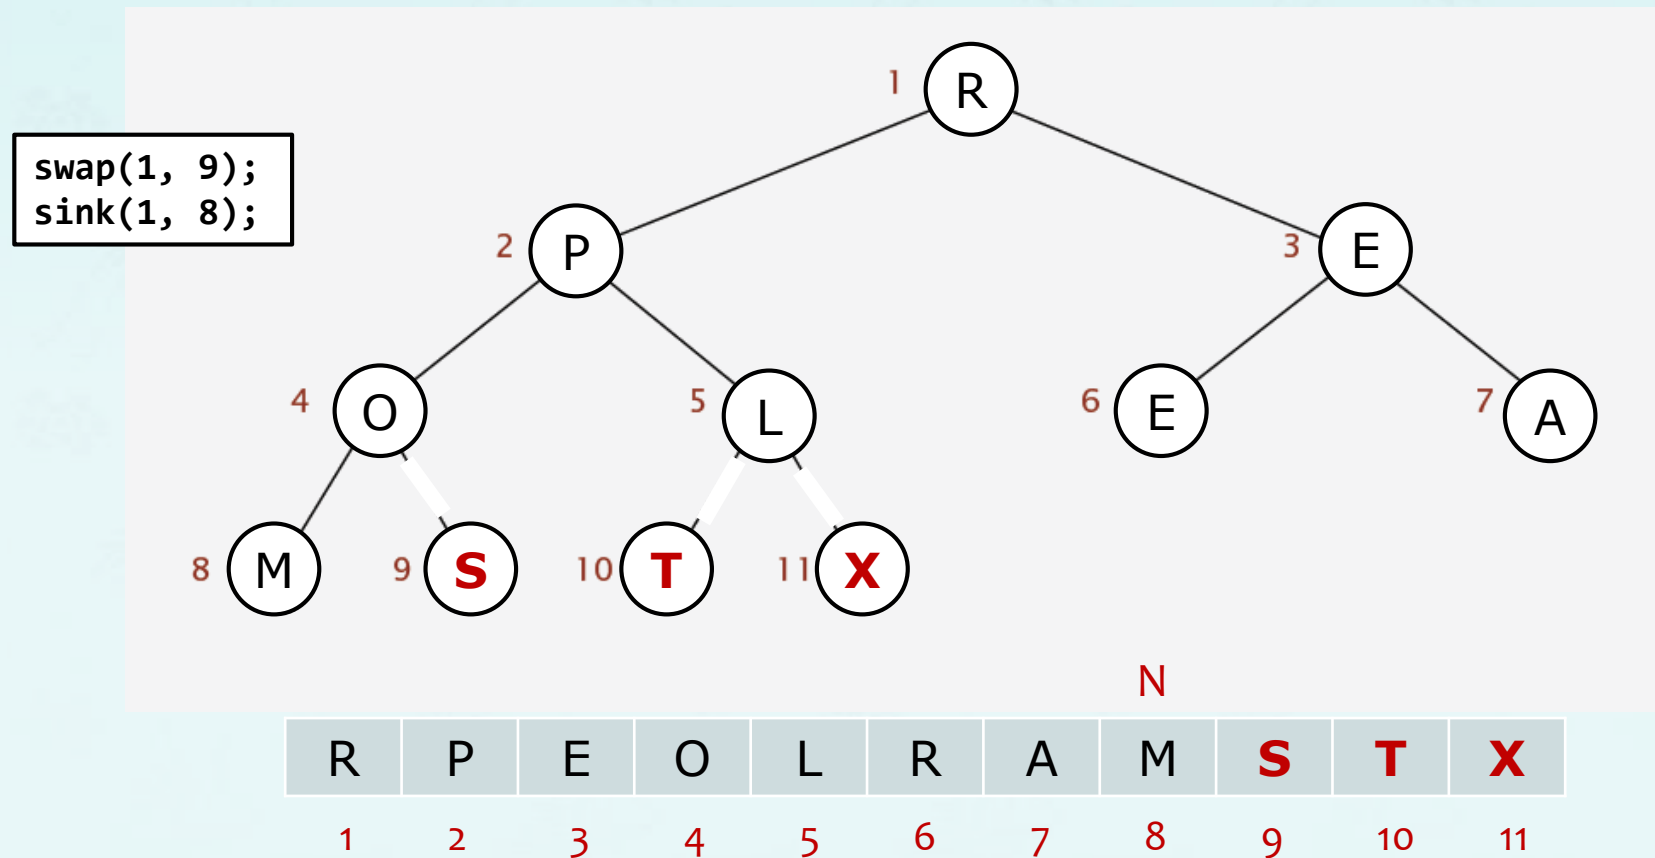 swap(1, 9);
sink(1, 8);
1 R
2 P 3 E
4 O 5 L 6 E 7 A
8 M 9 S 10 T 11 X
N
R P E O L R A M S T X
1 2 3 4 5 6 7 8 9 10 11